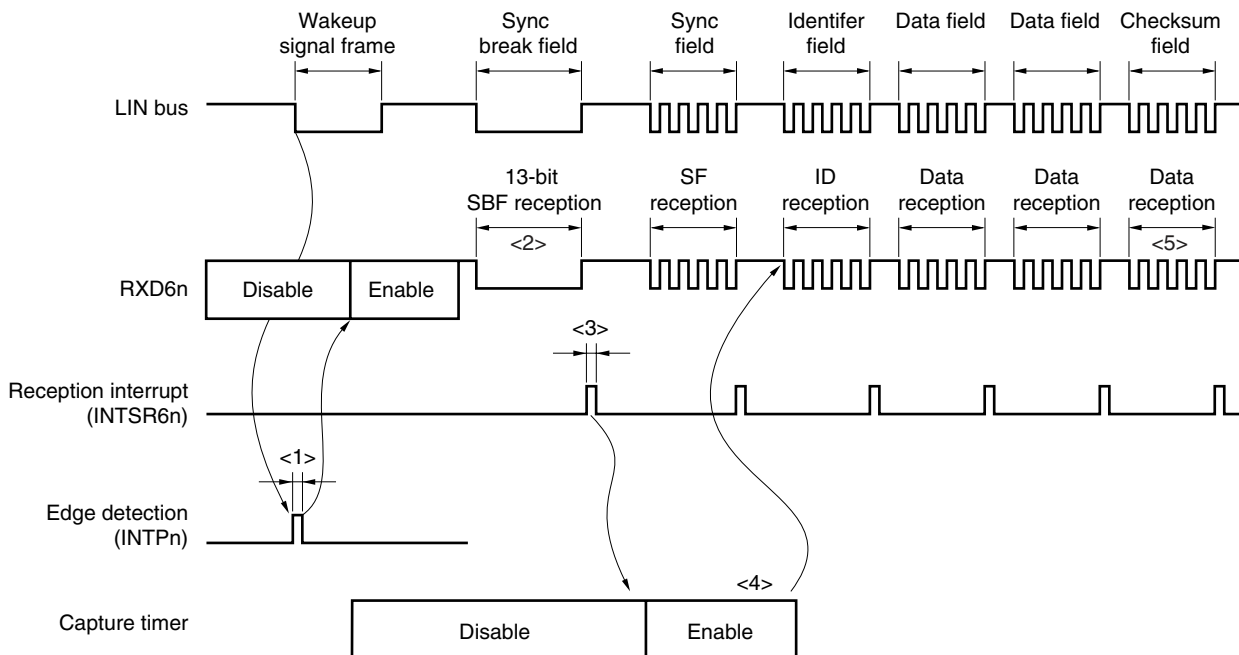 Wakeup
signal frame
Sync
break field
Sync
field
Identifer
field
Data field
Data field
Checksum
field
LIN bus
13-bit
SBF reception
SF
reception
ID
reception
Data
reception
Data
reception
Data
reception
<2>
<5>
RXD6n
Disable
Enable
<3>
Reception interrupt
(INTSR6n)
<1>
Edge detection
(INTPn)
<4>
Capture timer
Disable
Enable